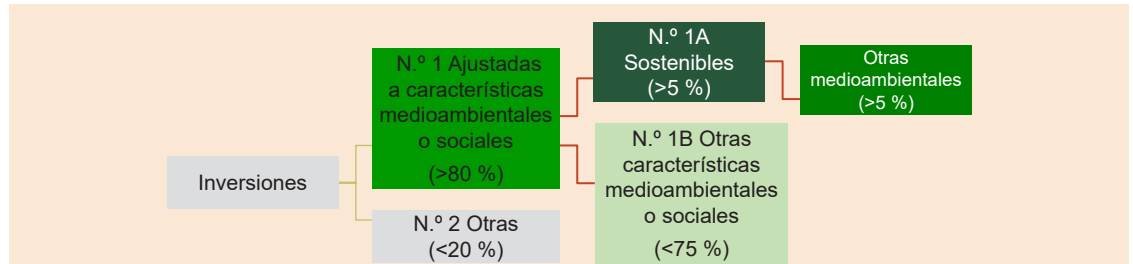 Inversiones
N.º 1 Ajustadas
a características
medioambientales
o sociales
(>80 %)
N.º 2 Otras
(<20 %)
N.º 1A
Sostenibles
(>5 %)
N.º 1B Otras
características
medioambientales
o sociales
(<75 %)
Otras
medioambientales
(>5 %)